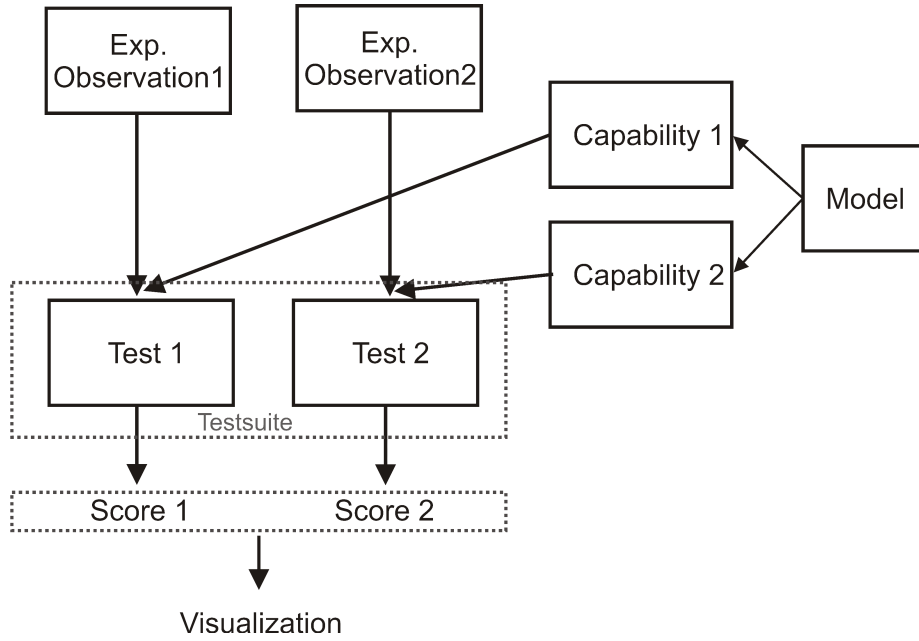 Exp.
Observation1
Exp.
Observation2
Capability 1
Model
Capability 2
Test 1
Test 2
Testsuite
Score 1
Score 2
Visualization